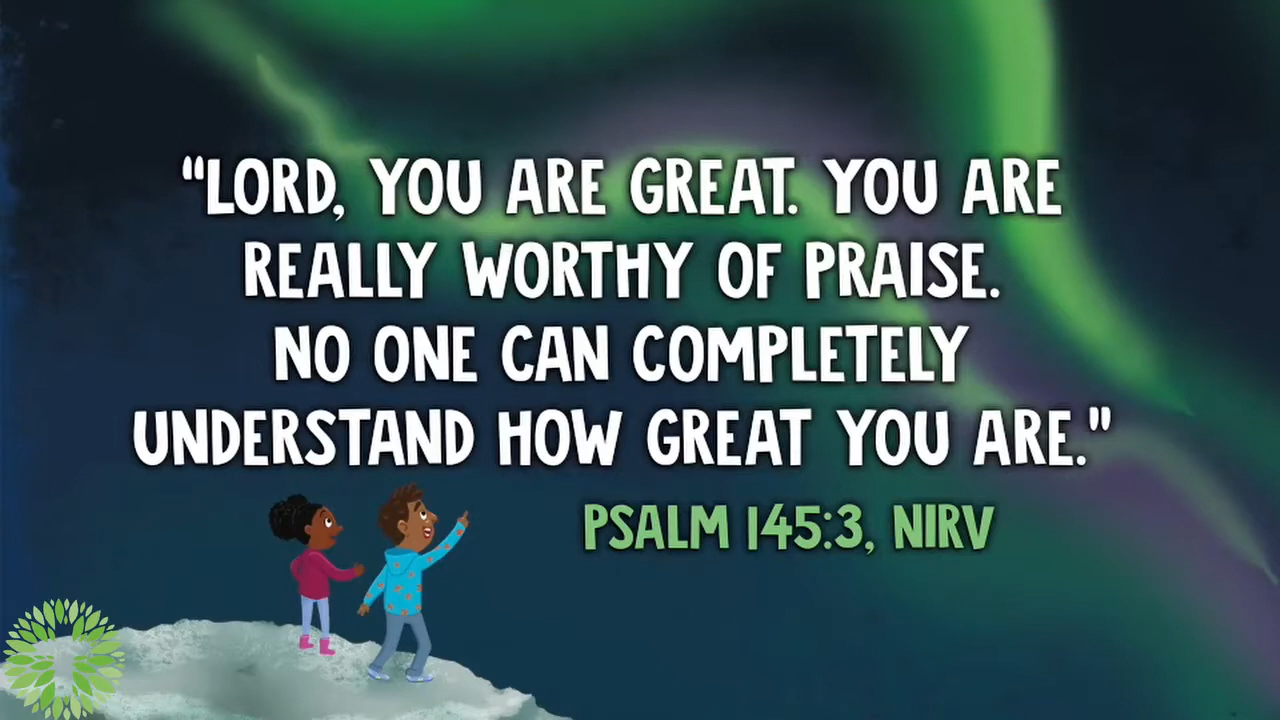 “LORD, YOU ARE GREAT. YOU ARE
REALLY WORTHY OF PRAISE.
NO ONE CAN COMPLETELY
UNDERSTAND HOW GREAT YOU ARE."
PSALM 145:3, NIRV